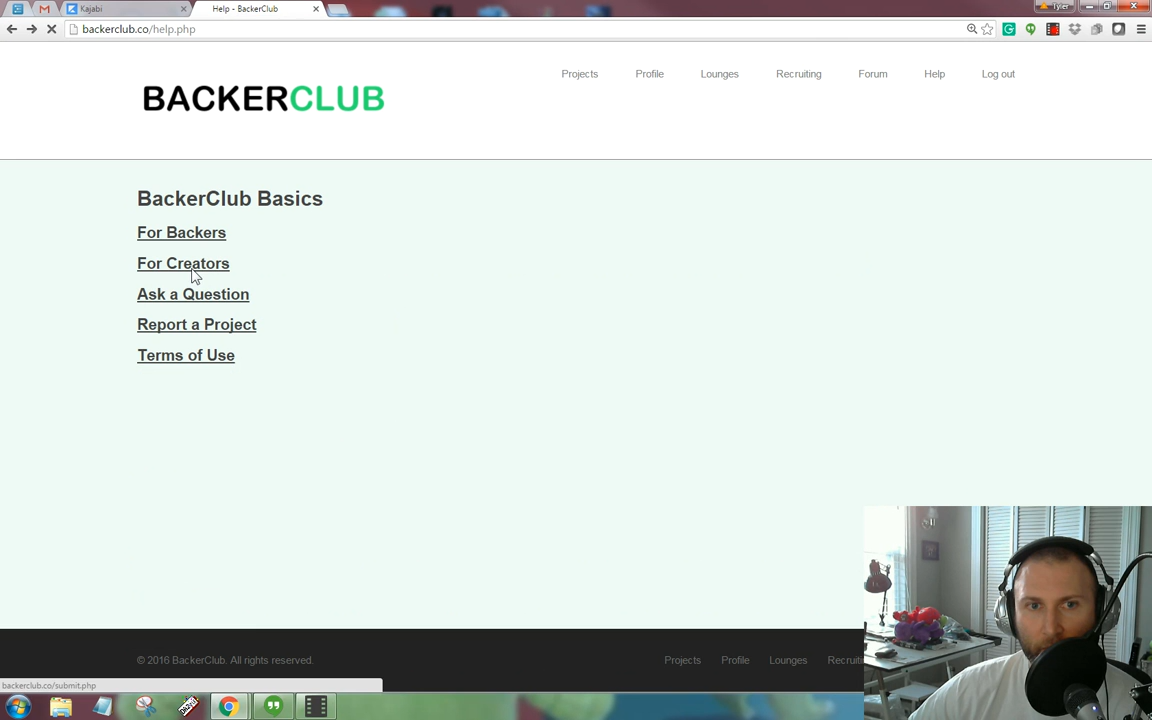 Kajabi
Help - BackerClub
Tyler
backerclub.co/help.php
BACKERCLUB
Projects
Profile
Lounges
Recruiting
Forum
Help
Log out
BackerClub Basics
For Backers
For Creators
Ask a Question
Report a Project
Terms of Use
© 2016 BackerClub. All rights reserved.
Projects
Profile
Lounges
backerclub.co/submit.php